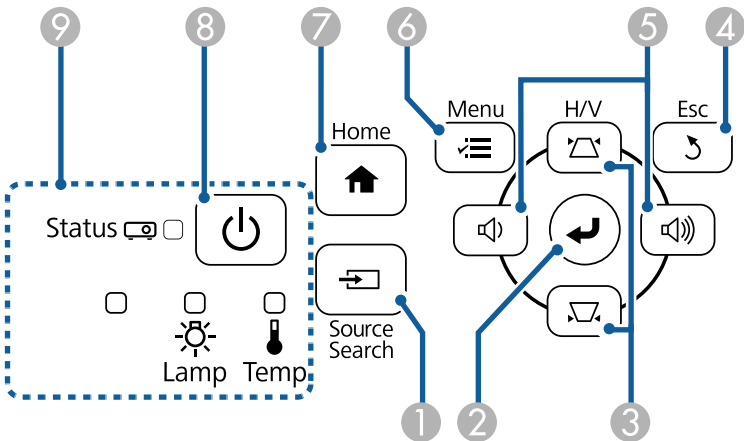 9
8
7
6
5
4
Menu
H/V
Esc
Home
Status
Source
Search
Lamp
Temp
1
2
3